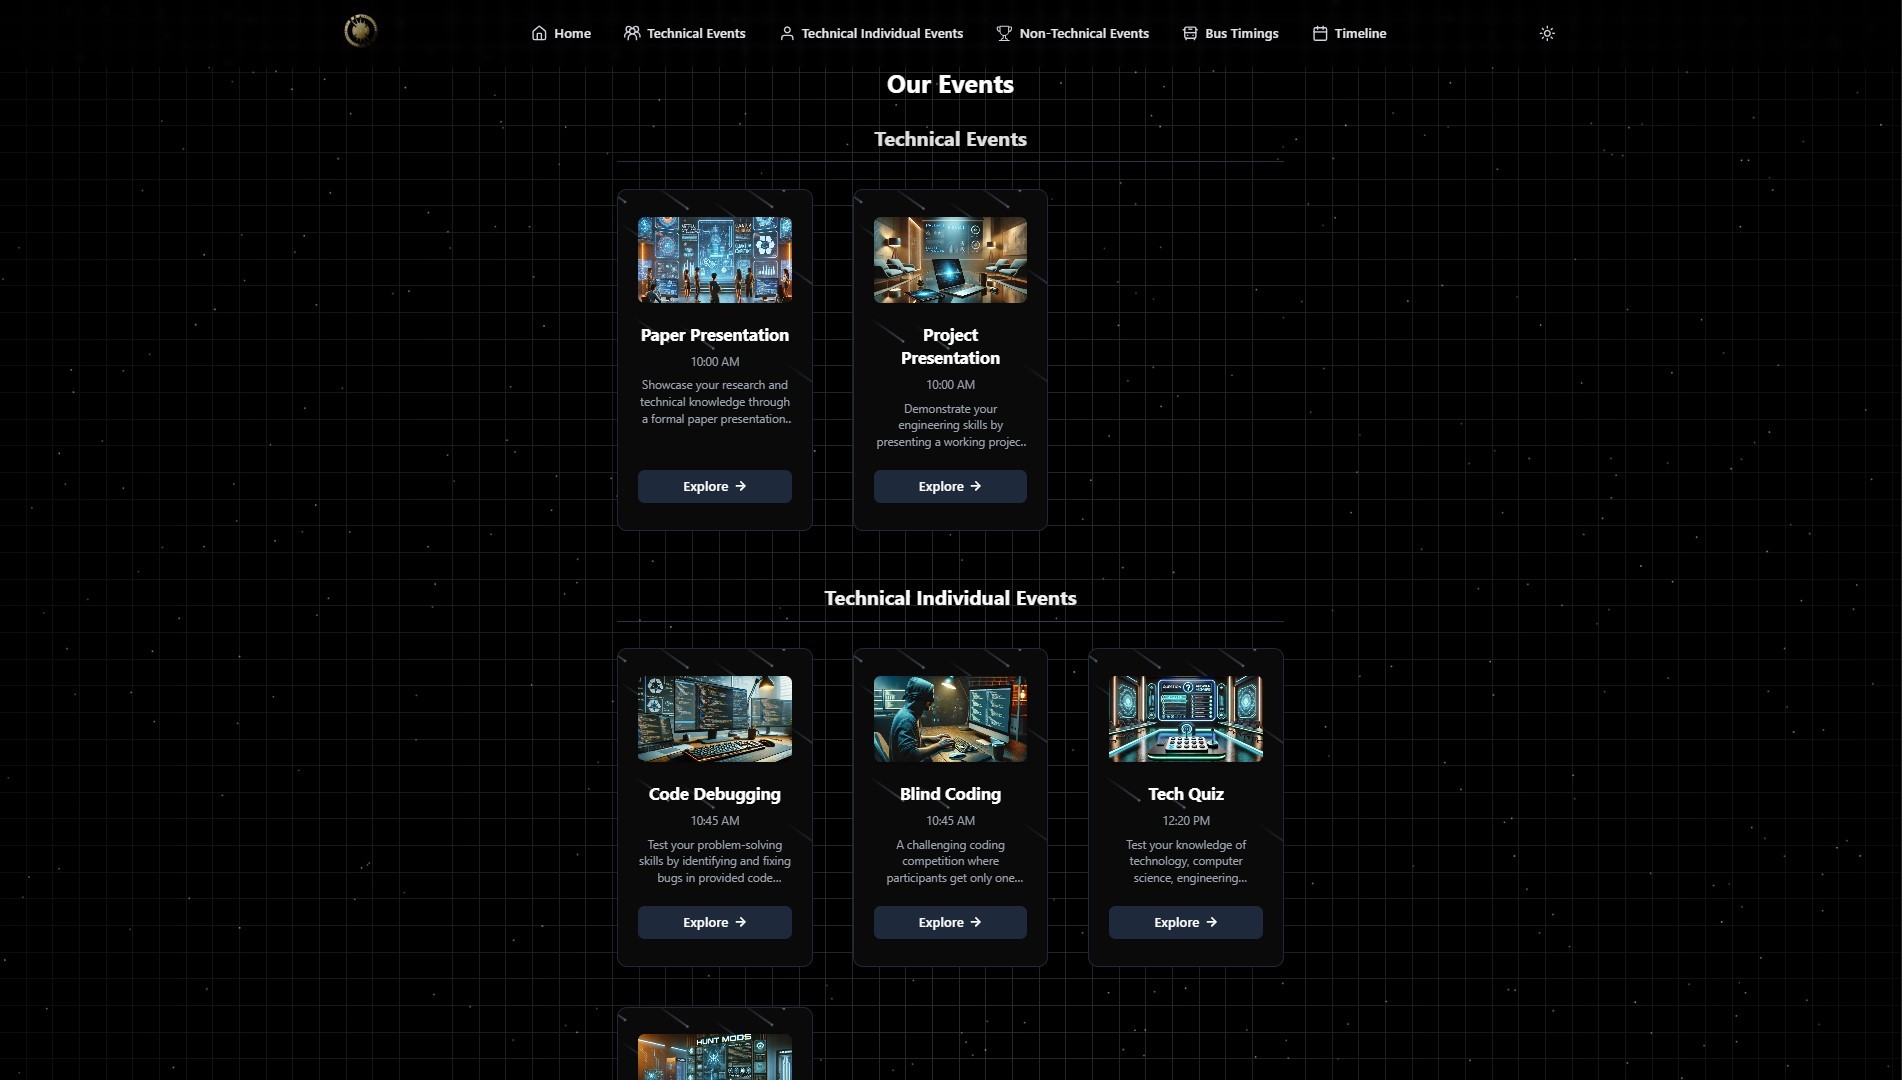 Home
Technical Events
Technical Individual Events
Non-Technical Events
Bus Timings
Timeline
Our Events
Technical Events
Paper Presentation
10:00 AM
Showcase your research and
technical knowledge through
a formal paper presentation..
Explore →
Project
Presentation
10:00 AM
Demonstrate your
engineering skills by
presenting a working projec..
Explore →
Technical Individual Events
Code Debugging
10:45 AM
Test your problem-solving
skills by identifying and fixing
bugs in provided code...
Explore →
Blind Coding
10:45 AM
A challenging coding
competition where
participants get only one...
Explore →
QUESTION
Tech Quiz
12:20 PM
Test your knowledge of
technology, computer
science, engineering...
Explore →
HUNT MODS